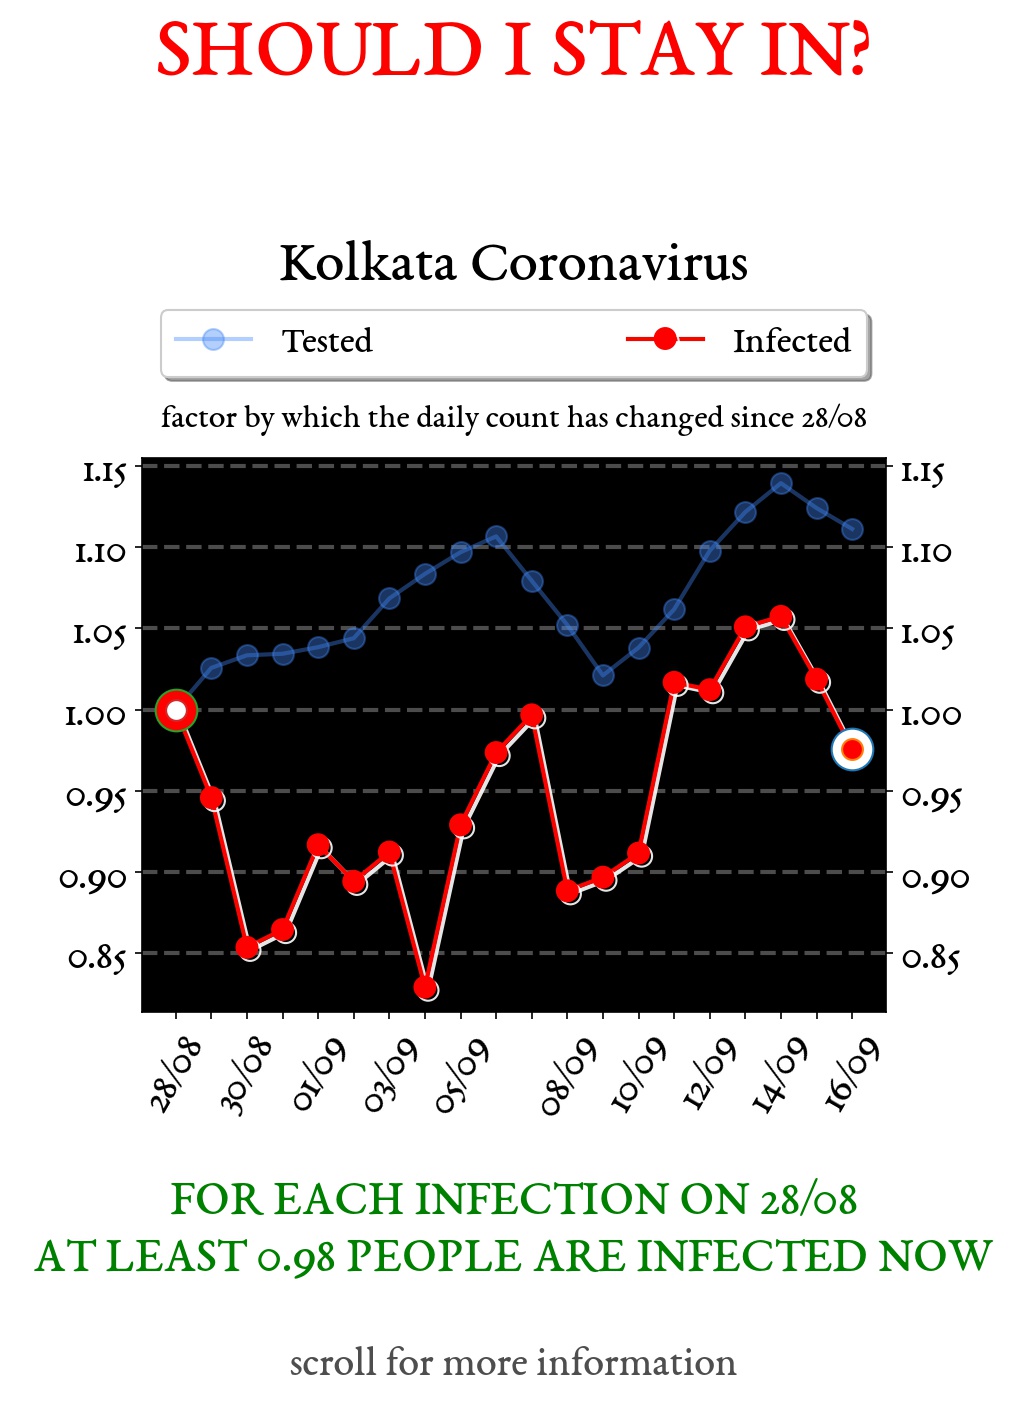 SHOULD I STAY IN?
Kolkata Coronavirus
Tested Infected
factor by which the daily count has changed since 28/08
1.15 1.15
1.10 1.10
1.05 1.05
1.00 1.00
0.95 0.95
0.90 0.90
0.85 0.85
28/08 30/08 01/09 03/09 05/09 08/09 10/09 12/09 14/09 16/09
FOR EACH INFECTION ON 28/08
AT LEAST 0.98 PEOPLE ARE INFECTED NOW
scroll for more information